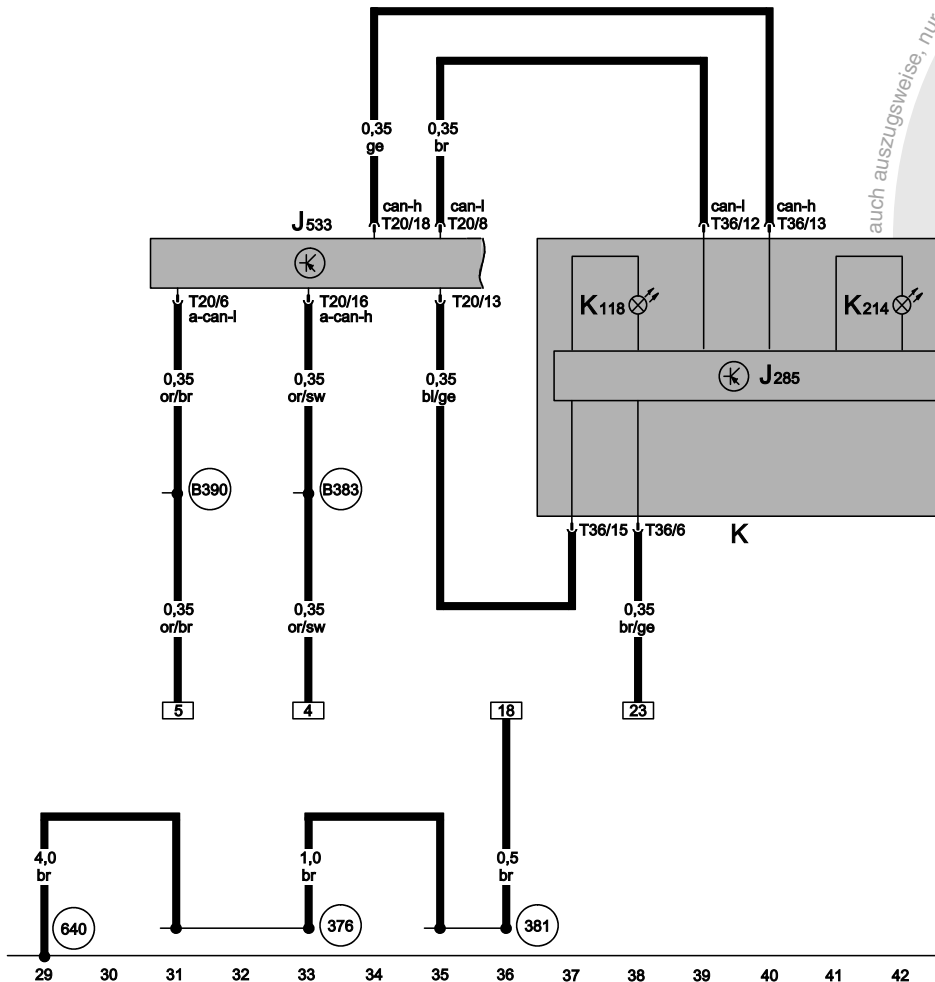 auch auszugsweise, nur
0,35
ge
0,35
br
J533
can-h
T20/18
can-l
T20/8
can-l
T36/12
can-h
T36/13
K118
K214
J285
T20/6
a-can-l
T20/16
a-can-h
T20/13
0,35
or/br
0,35
or/sw
0,35
bl/ge
B390
B383
T36/15
T36/6
K
0,35
or/br
0,35
or/sw
0,35
br/ge
5
4
18
23
4,0
br
1,0
br
0,5
br
640
376
381
29 30 31 32 33 34 35 36 37 38 39 40 41 42